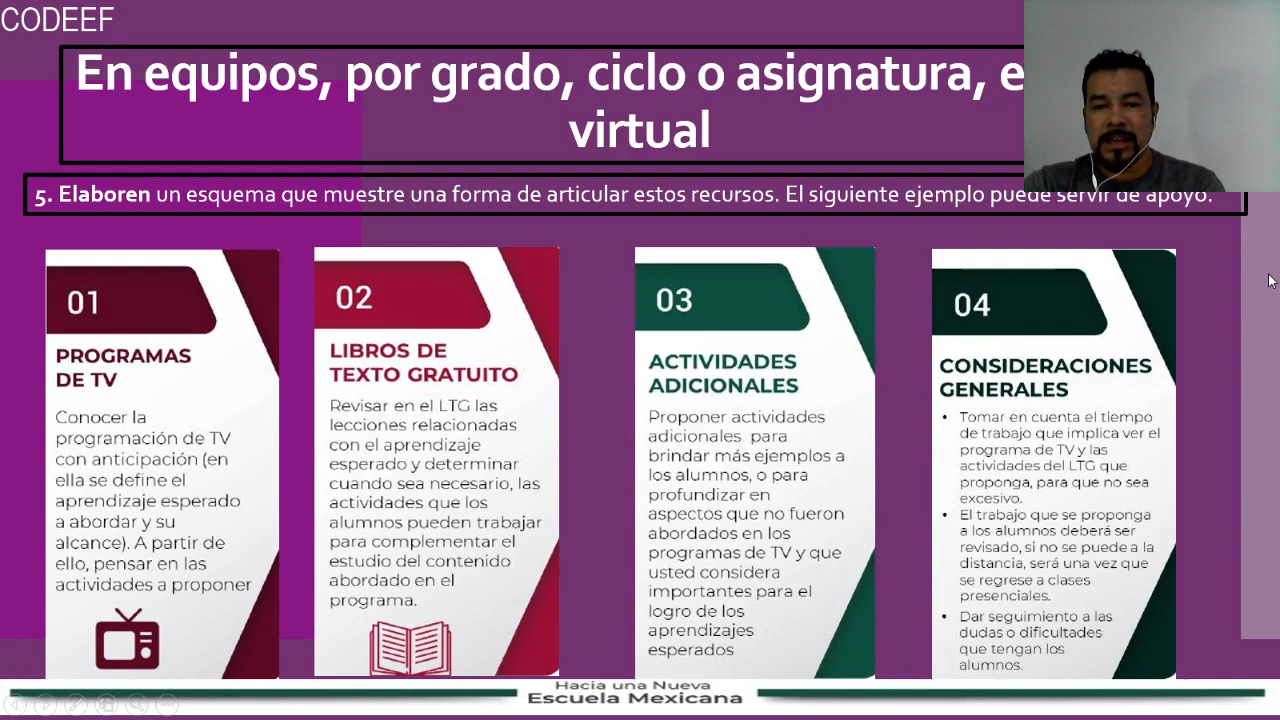 CODEEF
En equipos, por grado, ciclo o asignatura, e
virtual
5. Elaboren un esquema que muestre una forma de articular estos recursos. El siguiente ejemplo puede servir de apoyo.
01
PROGRAMAS
DE TV
Conocer la
programación de TV
con anticipación (en
ella se define el
aprendizaje esperado
a abordar y su
alcance). A partir de
ello, pensar en las
actividades a proponer
02
LIBROS DE
TEXTO GRATUITO
Revisar en el LTG las
lecciones relacionadas
con el aprendizaje
esperado y determinar
cuando sea necesario, las
actividades que los
alumnos pueden trabajar
para complementar el
estudio del contenido
abordado en el
programa.
03
ACTIVIDADES
ADICIONALES
Proponer actividades
adicionales para
brindar más ejemplos a
los alumnos, o para
profundizar en
aspectos que no fueron
abordados en los
programas de TV y que
usted considera
importantes para el
logro de los
aprendizajes
esperados
04
CONSIDERACIONES
GENERALES
• Tomar en cuenta el tiempo
de trabajo que implica ver el
programa de TV y las
actividades del LTG que
proponga, para que no sea
excesivo.
• El trabajo que se proponga
a los alumnos deberá ser
revisado, si no se puede a la
distancia, será una vez que
se regrese a clases
presenciales.
• Dar seguimiento a las
dudas o dificultades
que tengan los
alumnos.
Hacia una Nueva
Escuela Mexicana